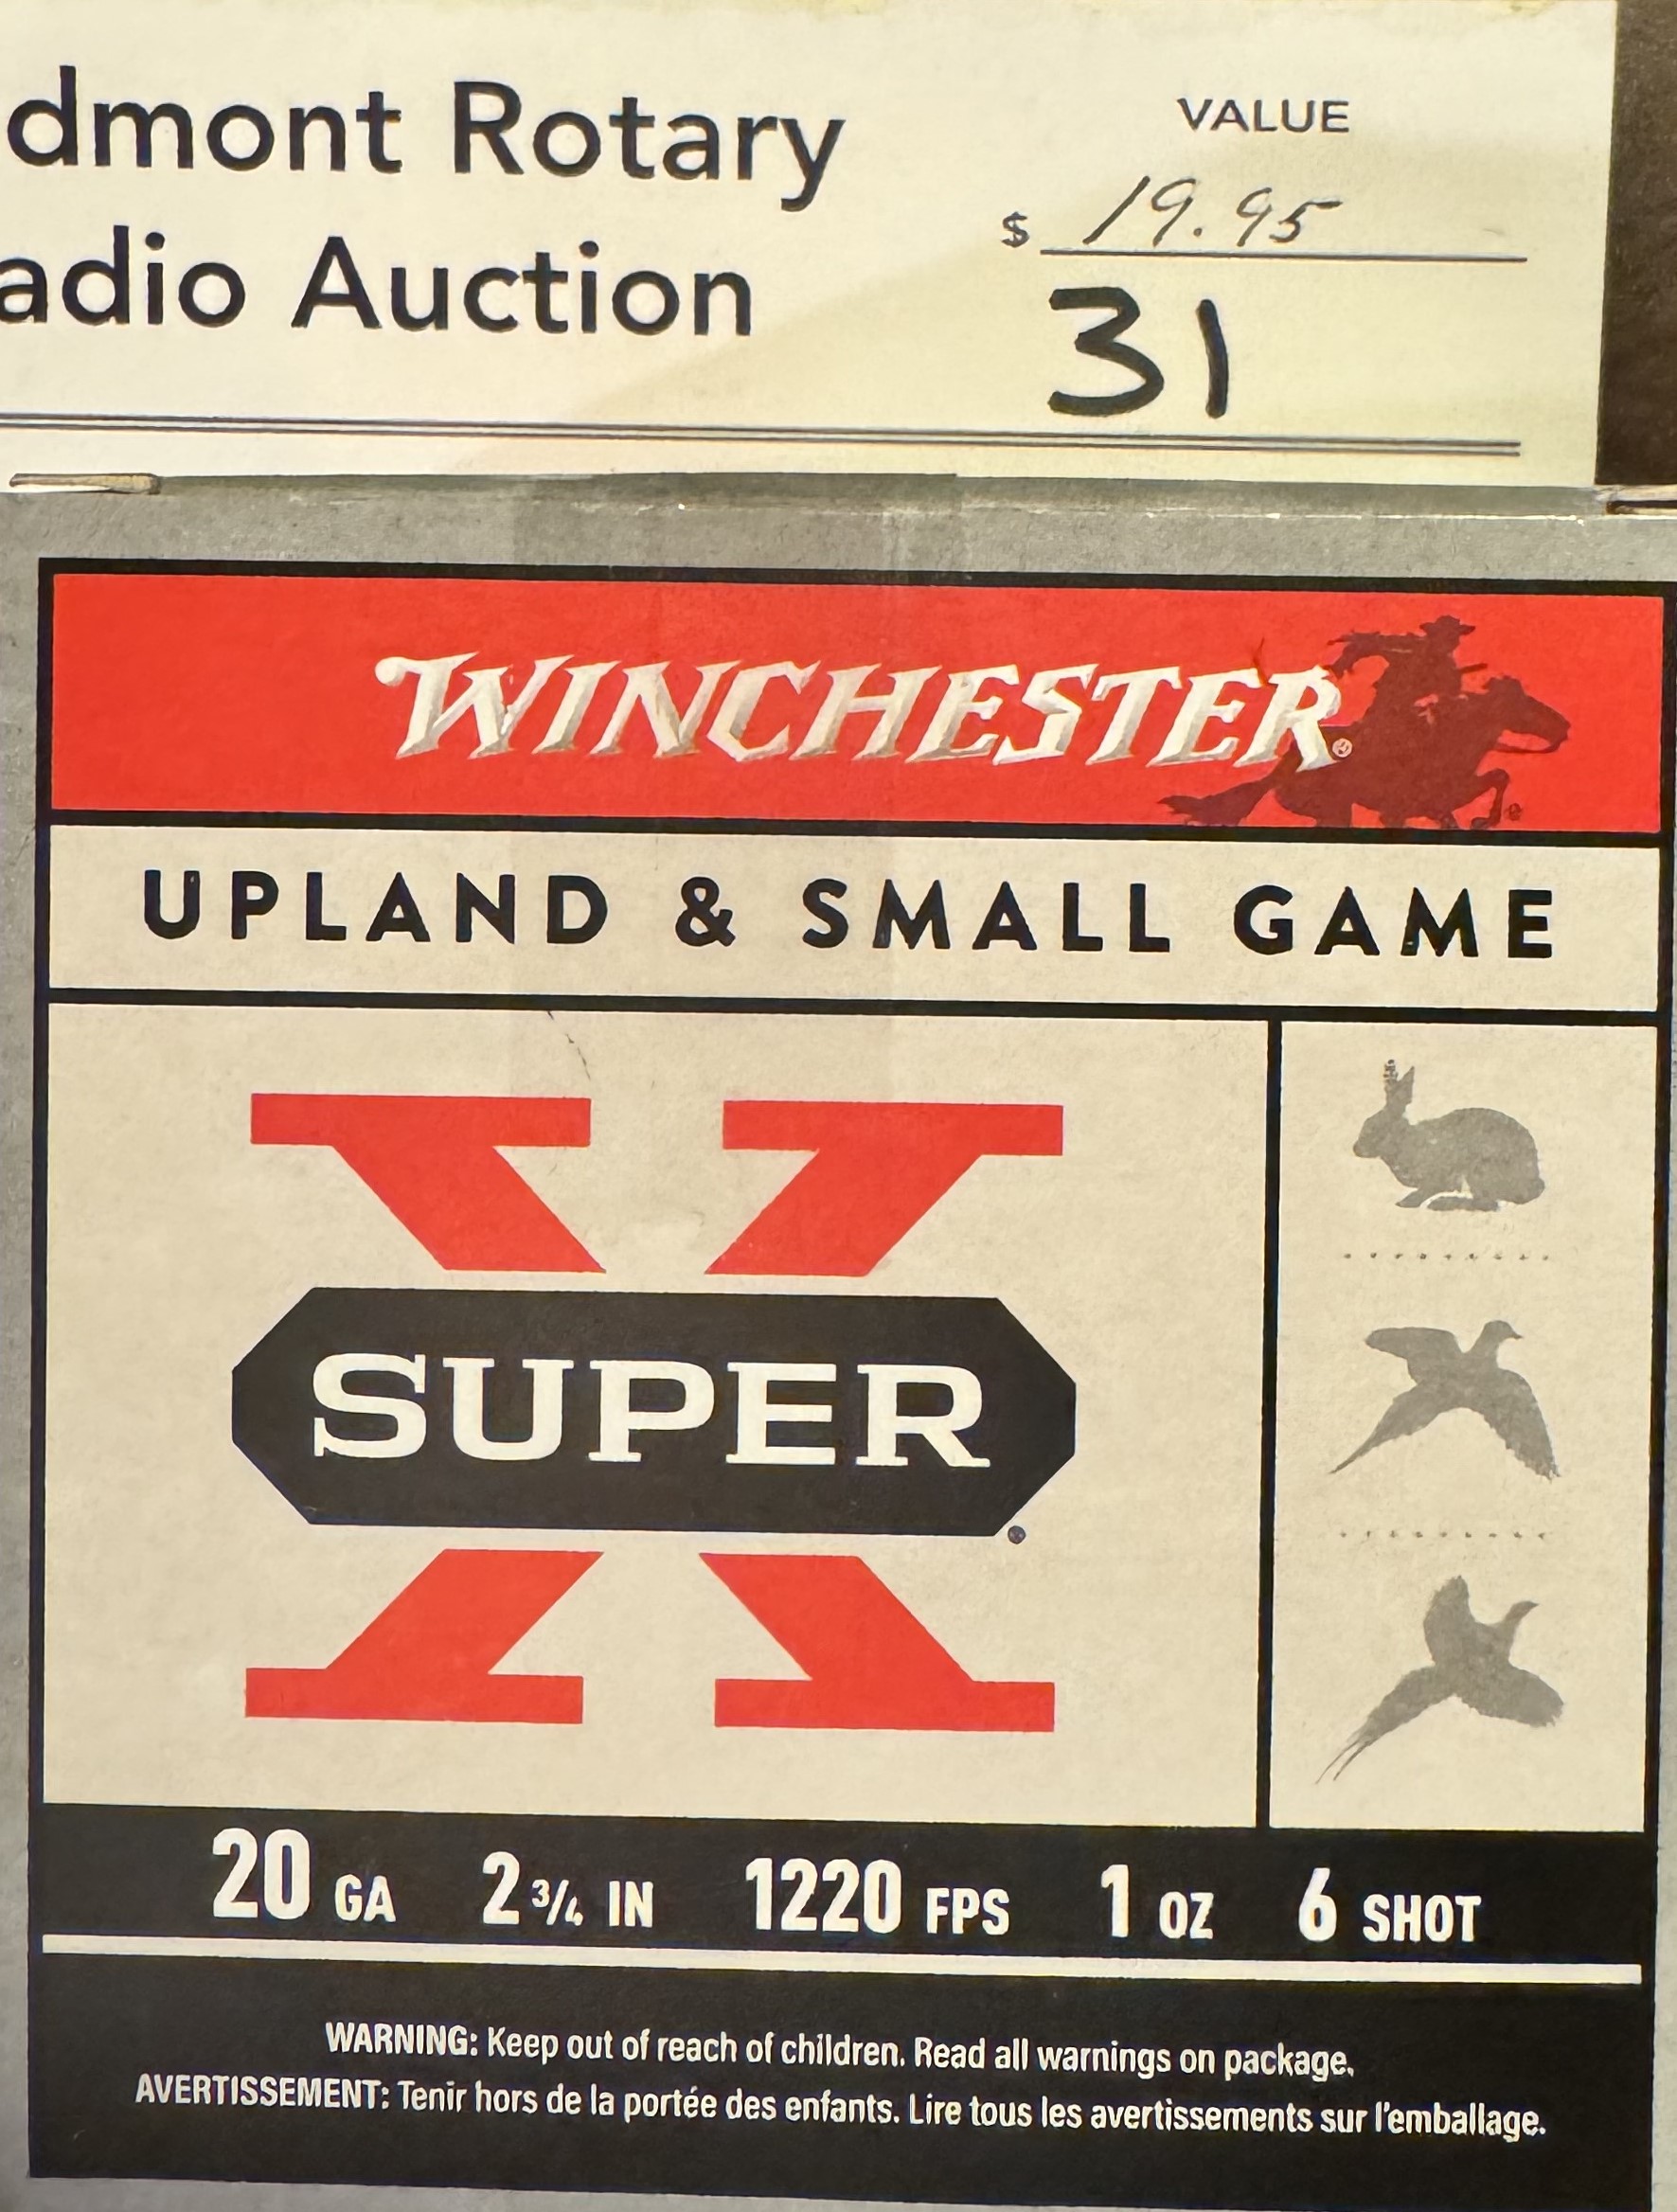 dmont Rotary
adio Auction
VALUE
$ 19.95
31
WINCHESTER®
UPLAND & SMALL GAME
X
SUPER
20 GA 2 3/4 IN 1220 FPS 1 OZ 6 SHOT
WARNING: Keep out of reach of children. Read all warnings on package.
AVERTISSEMENT: Tenir hors de la portée des enfants. Lire tous les avertissements sur l'emballage.